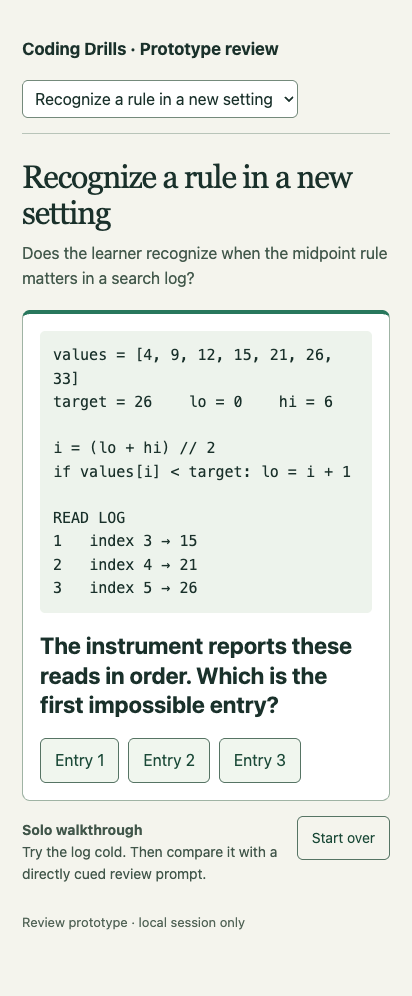 Coding Drills · Prototype review
Recognize a rule in a new setting
Recognize a rule in a new
setting
Does the learner recognize when the midpoint rule
matters in a search log?
values = [4, 9, 12, 15, 21, 26,
33]
target = 26    lo = 0    hi = 6
i = (lo + hi) // 2
if values[i] < target: lo = i + 1
READ LOG
1   index 3 → 15
2   index 4 → 21
3   index 5 → 26
The instrument reports these
reads in order. Which is the
first impossible entry?
Entry 1 Entry 2 Entry 3
Solo walkthrough
Try the log cold. Then compare it with a
directly cued review prompt.
Start over
Review prototype · local session only